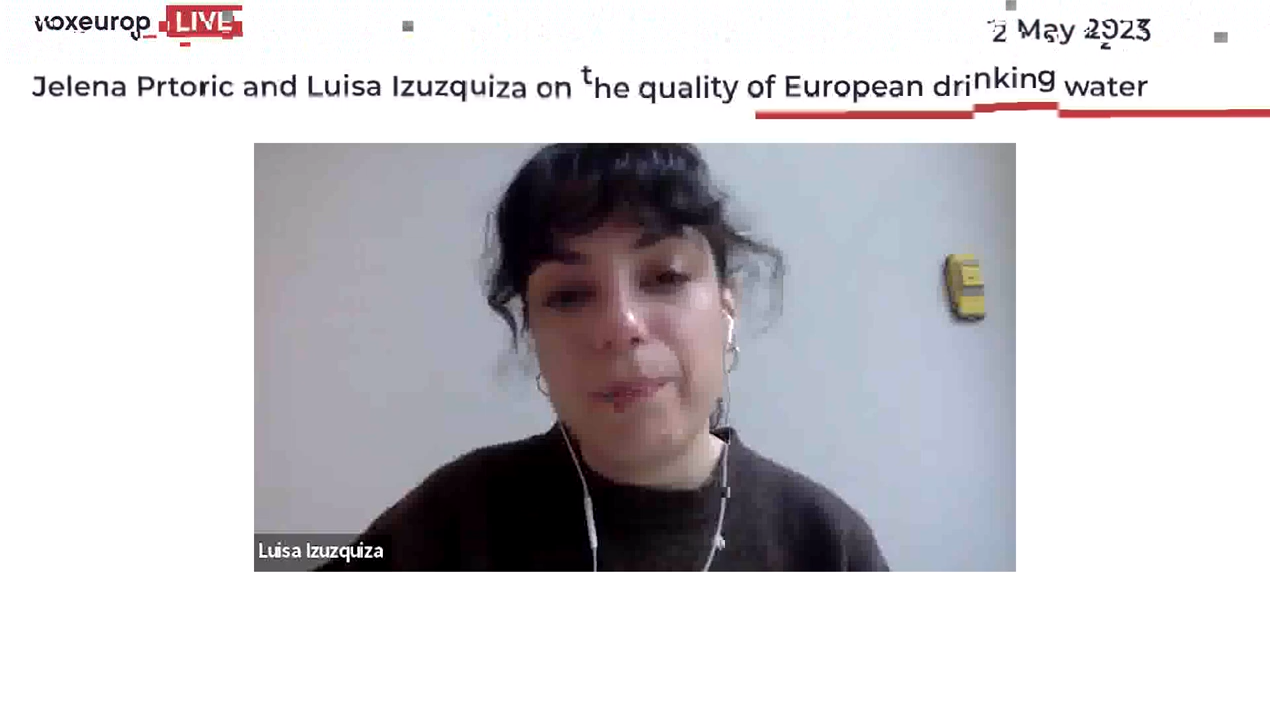 voxeurop LIVE
2 May 2023
Jelena Prtoric and Luisa Izuzquiza on the quality of European drinking water
Luisa Izuzquiza